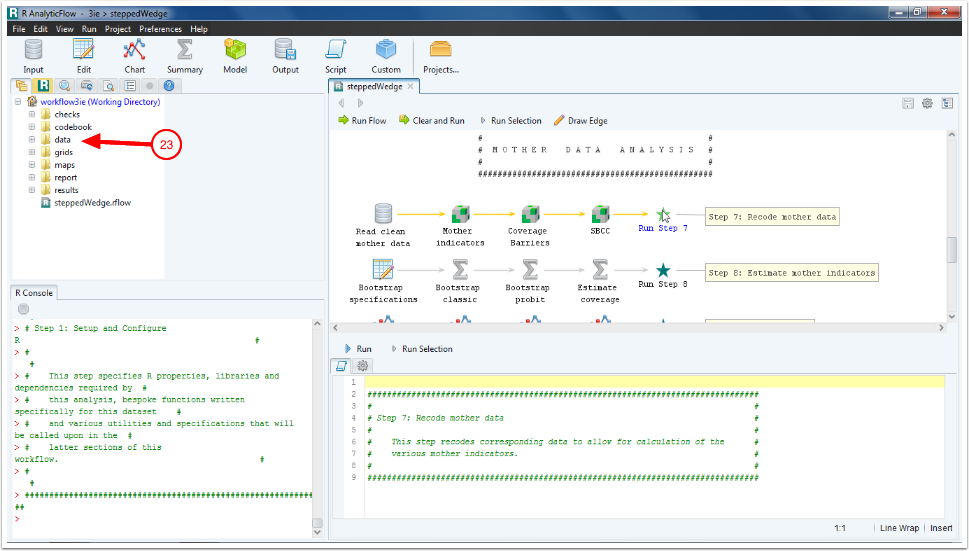 R AnalyticFlow - 3ie > steppedWedge
File Edit View Run Project Preferences Help
Input Edit Chart Summary Model Output Script Custom Projects...
R
workflow3ie (Working Directory)
checks
codebook
data
grids
maps
report
results
steppedWedge.rflow
23
R Console
> # Step 1: Setup and Configure
R #
> #
#
> # This step specifies R properties, libraries and
dependencies required by #
> # this analysis, bespoke functions written
specifically for this dataset #
> # and various utilities and specifications that will
be called upon in the #
> # latter sections of this
workflow. #
> #
#
> ##########################################################
##
>
steppedWedge
Run Flow Clear and Run Run Selection Draw Edge
# #
# M O T H E R D A T A A N A L Y S I S #
# #
################################################
Read clean
mother data
Mother
indicators
Coverage
Barriers
SBCC
Run Step 7
Step 7: Recode mother data
Bootstrap
specifications
Bootstrap
classic
Bootstrap
probit
Estimate
coverage
Run Step 8
Step 8: Estimate mother indicators
Run Run Selection
1
2 ################################################################################
3 # #
4 # Step 7: Recode mother data #
5 # #
6 # This step recodes corresponding data to allow for calculation of the #
7 # various mother indicators. #
8 # #
9 ################################################################################
1:1 Line Wrap Insert